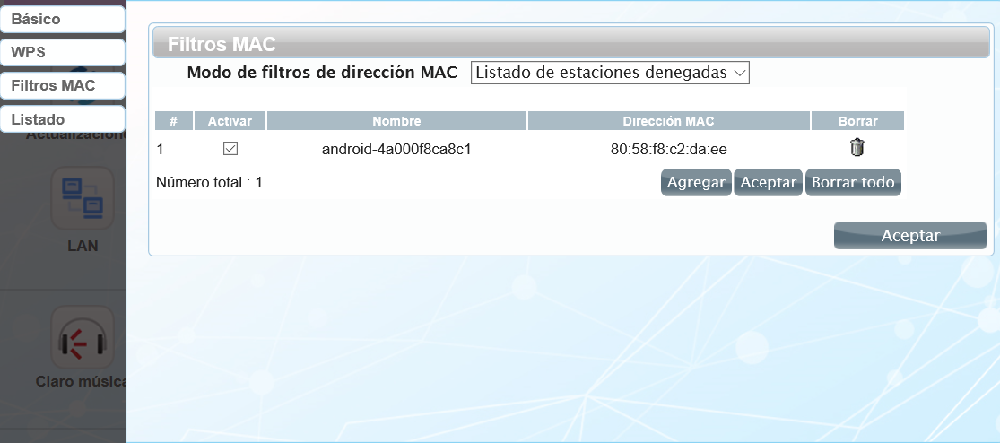 Básico
WPS
Filtros MAC
Listado
Actualizacion
LAN
Claro música
Filtros MAC
Modo de filtros de dirección MAC Listado de estaciones denegadas
# Activar Nombre Dirección MAC Borrar
1 android-4a000f8ca8c1 80:58:f8:c2:da:ee
Número total : 1 Agregar Aceptar Borrar todo
Aceptar